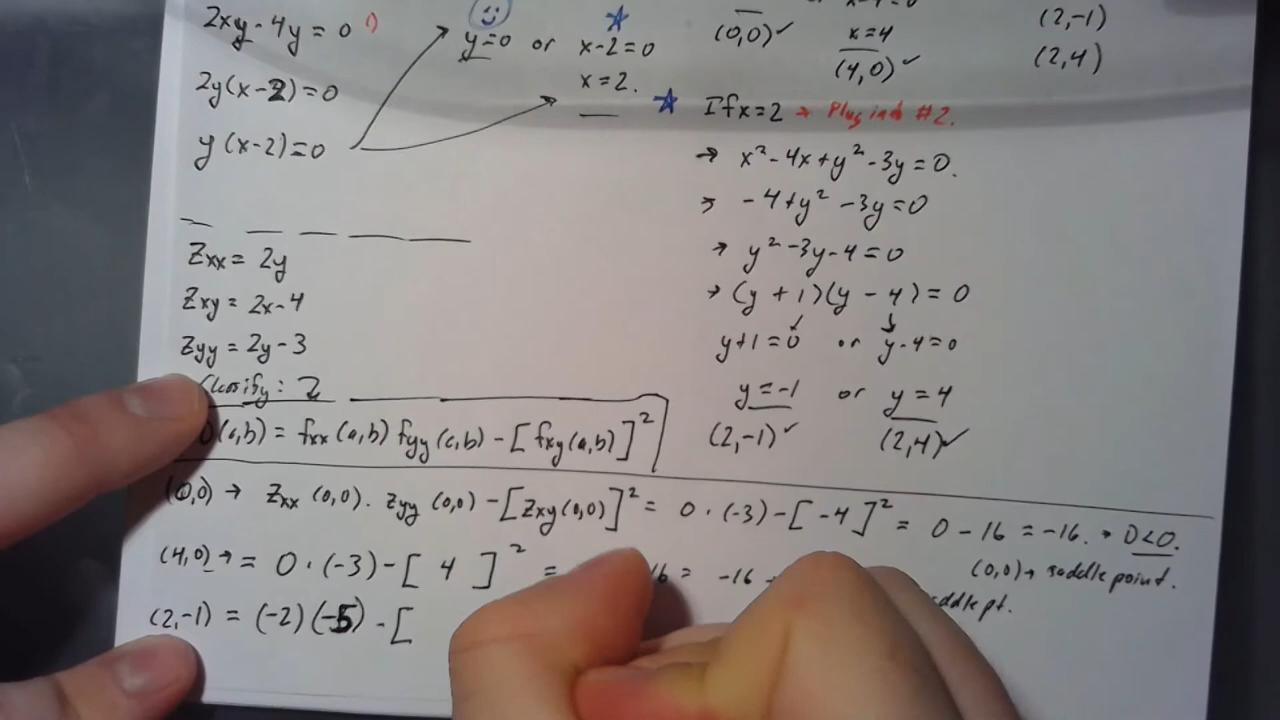 2xy - 4y = 0 1)
2y(x-2) = 0
y(x-2) = 0
y = 0 or x-2=0
x = 2.
(0,0) ✓
x = 4
(4,0) ✓
(2,-1)
(2,4)
If x=2 → Plug into #2.
→ x² - 4x + y² - 3y = 0.
→ -4 + y² - 3y = 0
→ y² - 3y - 4 = 0
→ (y + 1)(y - 4) = 0
y+1 = 0 or y-4=0
y = -1 or y = 4
(2,-1) ✓ (2,4) ✓
Zxx = 2y
Zxy = 2x-4
Zyy = 2y-3
Classify:
(a,b) = fxx(a,b) fyy(a,b) - [fxy(a,b)]²
(0,0) → Zxx(0,0) · Zyy(0,0) - [Zxy(0,0)]² = 0 · (-3) - [-4]² = 0 - 16 = -16. → D<0.
(0,0) → saddle point.
(4,0) → = 0 · (-3) - [4]² = 16 = -16 →
pt.
(2,-1) = (-2)(-5) - [